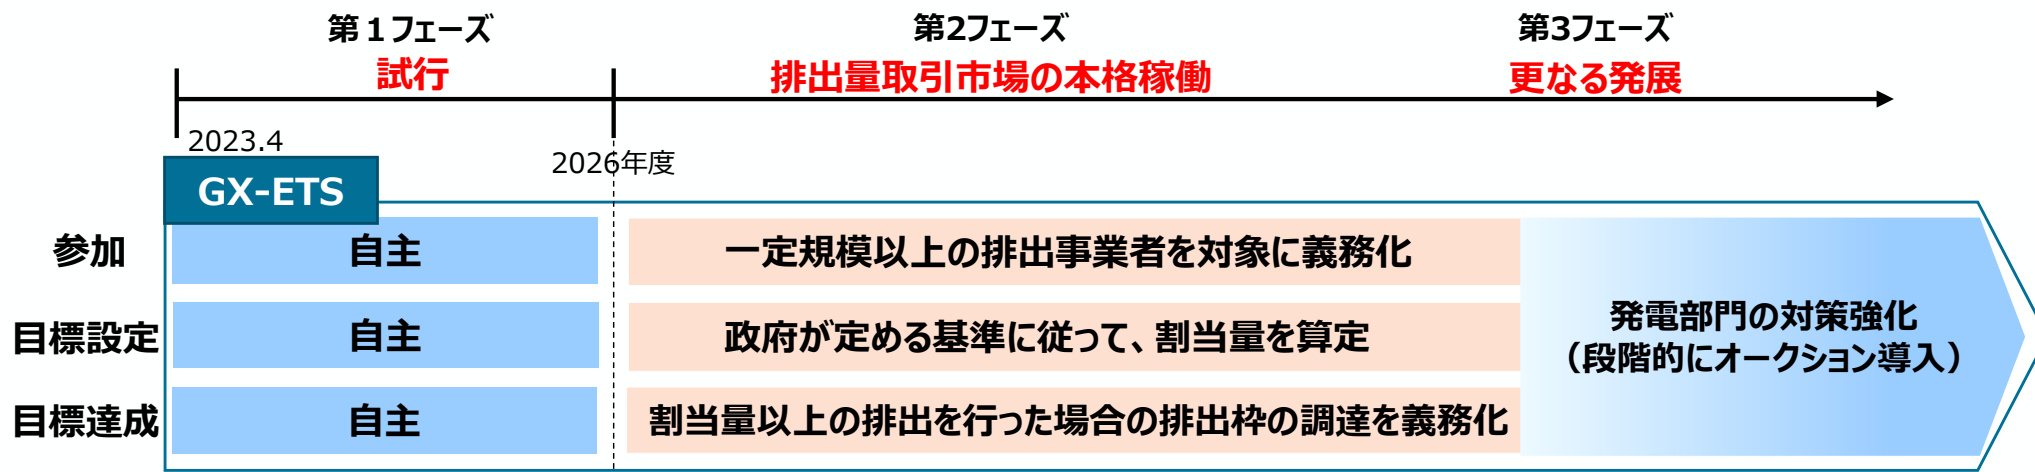 第１フェーズ
試行
第2フェーズ
排出量取引市場の本格稼働
第3フェーズ
更なる発展
2023.4
2026年度
GX-ETS
参加
自主
一定規模以上の排出事業者を対象に義務化
目標設定
自主
政府が定める基準に従って、割当量を算定
発電部門の対策強化
（段階的にオークション導入）
目標達成
自主
割当量以上の排出を行った場合の排出枠の調達を義務化